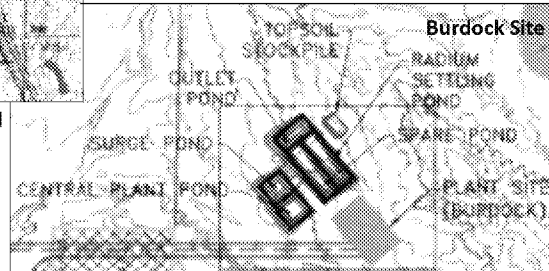 Burdock Site
TOPSOIL
STOCKPILE
RADIUM
SETTLING
POND
OUTLET
POND
SPARE POND
SURGE POND
CENTRAL PLANT POND
PLANT SITE
(BURDOCK)